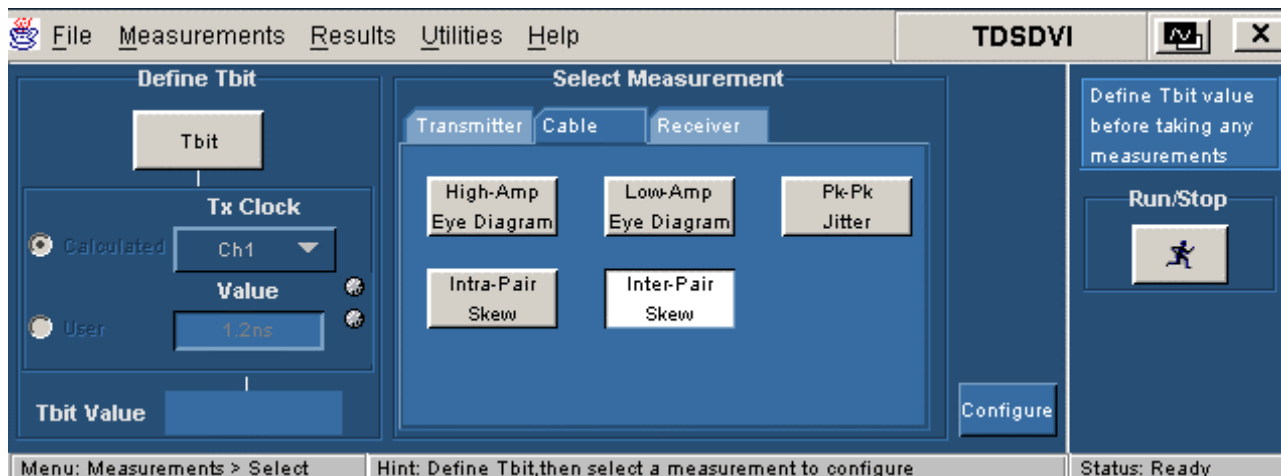 File Measurements Results Utilities Help TDSDVI X
Define Tbit
Tbit
Tx Clock
Calculated Ch1
Value
User 1.2ns
Tbit Value
Select Measurement
Transmitter Cable Receiver
High-Amp
Eye Diagram
Low-Amp
Eye Diagram
Pk-Pk
Jitter
Intra-Pair
Skew
Inter-Pair
Skew
Configure
Define Tbit value
before taking any
measurements
Run/Stop
Menu: Measurements > Select Hint: Define Tbit,then select a measurement to configure Status: Ready